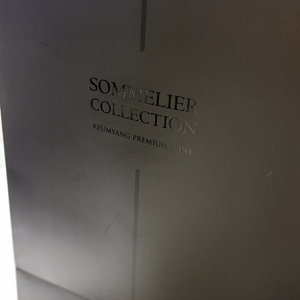 SOMMELIER
COLLECTION
KEUMYANG PREMIUM WINE